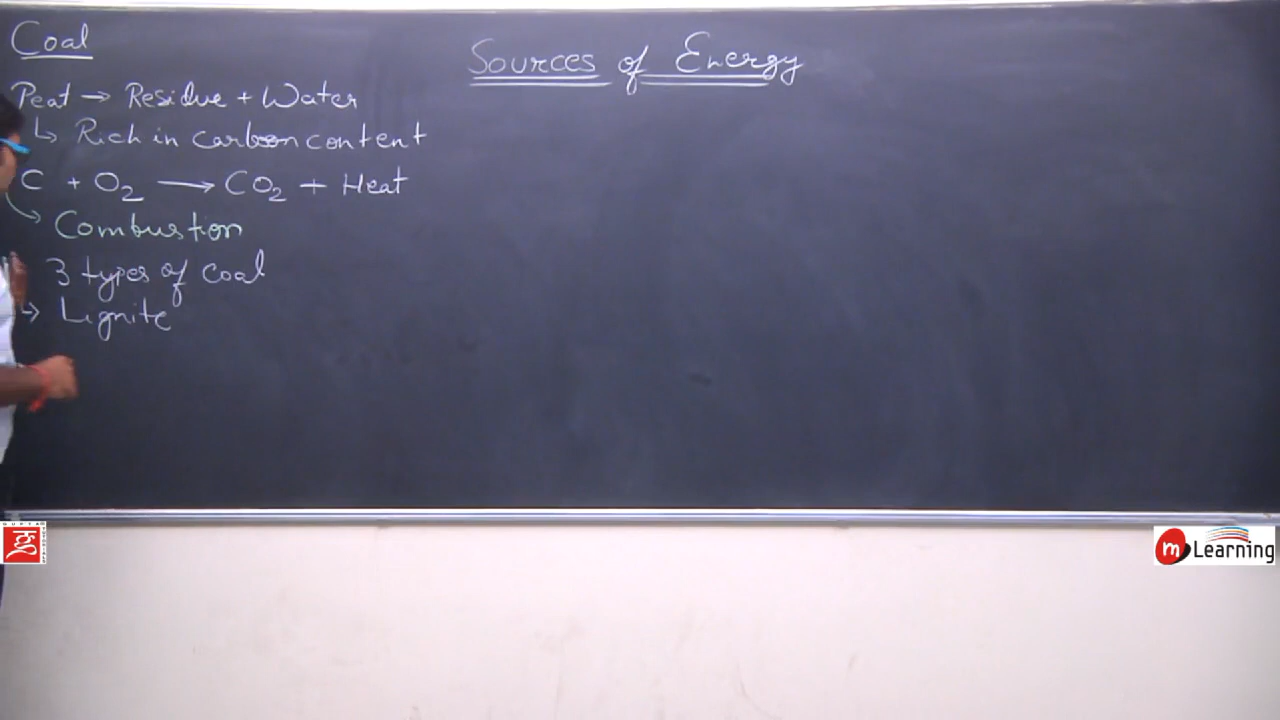 Coal
Sources of Energy
Peat → Residue + Water
↳ Rich in carbon content
C + O₂ → CO₂ + Heat
↳ Combustion
3 types of coal
↳ Lignite
m Learning